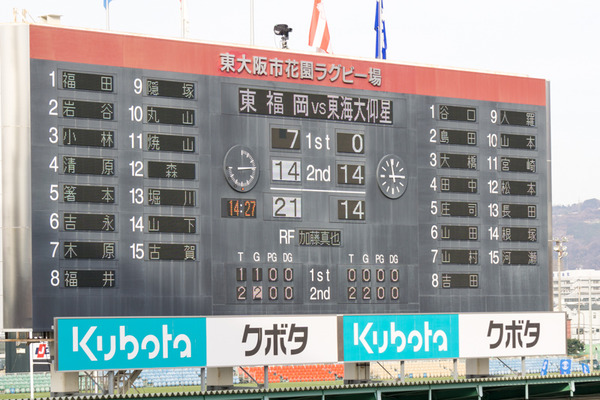 東大阪市花園ラグビー場
東福岡 VS 東海大仰星
1 福田
2 岩谷
3 小林
4 清原
5 箸本
6 吉永
7 木原
8 福井
9 隠塚
10 丸山
11 焼山
12 森
13 堀川
14 山下
15 古賀
7 1st 0
14 2nd 14
21 14
14:27
RF 加藤真也
T G PG DG T G PG DG
1 1 0 0 1st 0 0 0 0
2 2 0 0 2nd 2 2 0 0
1 谷口
2 島田
3 大橋
4 田中
5 庄司
6 山田
7 山村
8 吉田
9 人羅
10 山本
11 宮崎
12 松本
13 長田
14 根塚
15 河瀬
Kubota クボタ Kubota クボタ